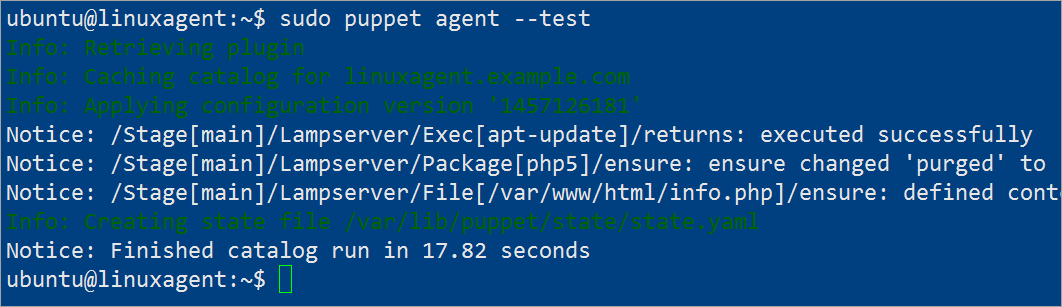 ubuntu@linuxagent:~$ sudo puppet agent --test
Info: Retrieving plugin
Info: Caching catalog for linuxagent.example.com
Info: Applying configuration version '1457126181'
Notice: /Stage[main]/Lampserver/Exec[apt-update]/returns: executed successfully
Notice: /Stage[main]/Lampserver/Package[php5]/ensure: ensure changed 'purged' to
Notice: /Stage[main]/Lampserver/File[/var/www/html/info.php]/ensure: defined cont
Info: Creating state file /var/lib/puppet/state/state.yaml
Notice: Finished catalog run in 17.82 seconds
ubuntu@linuxagent:~$